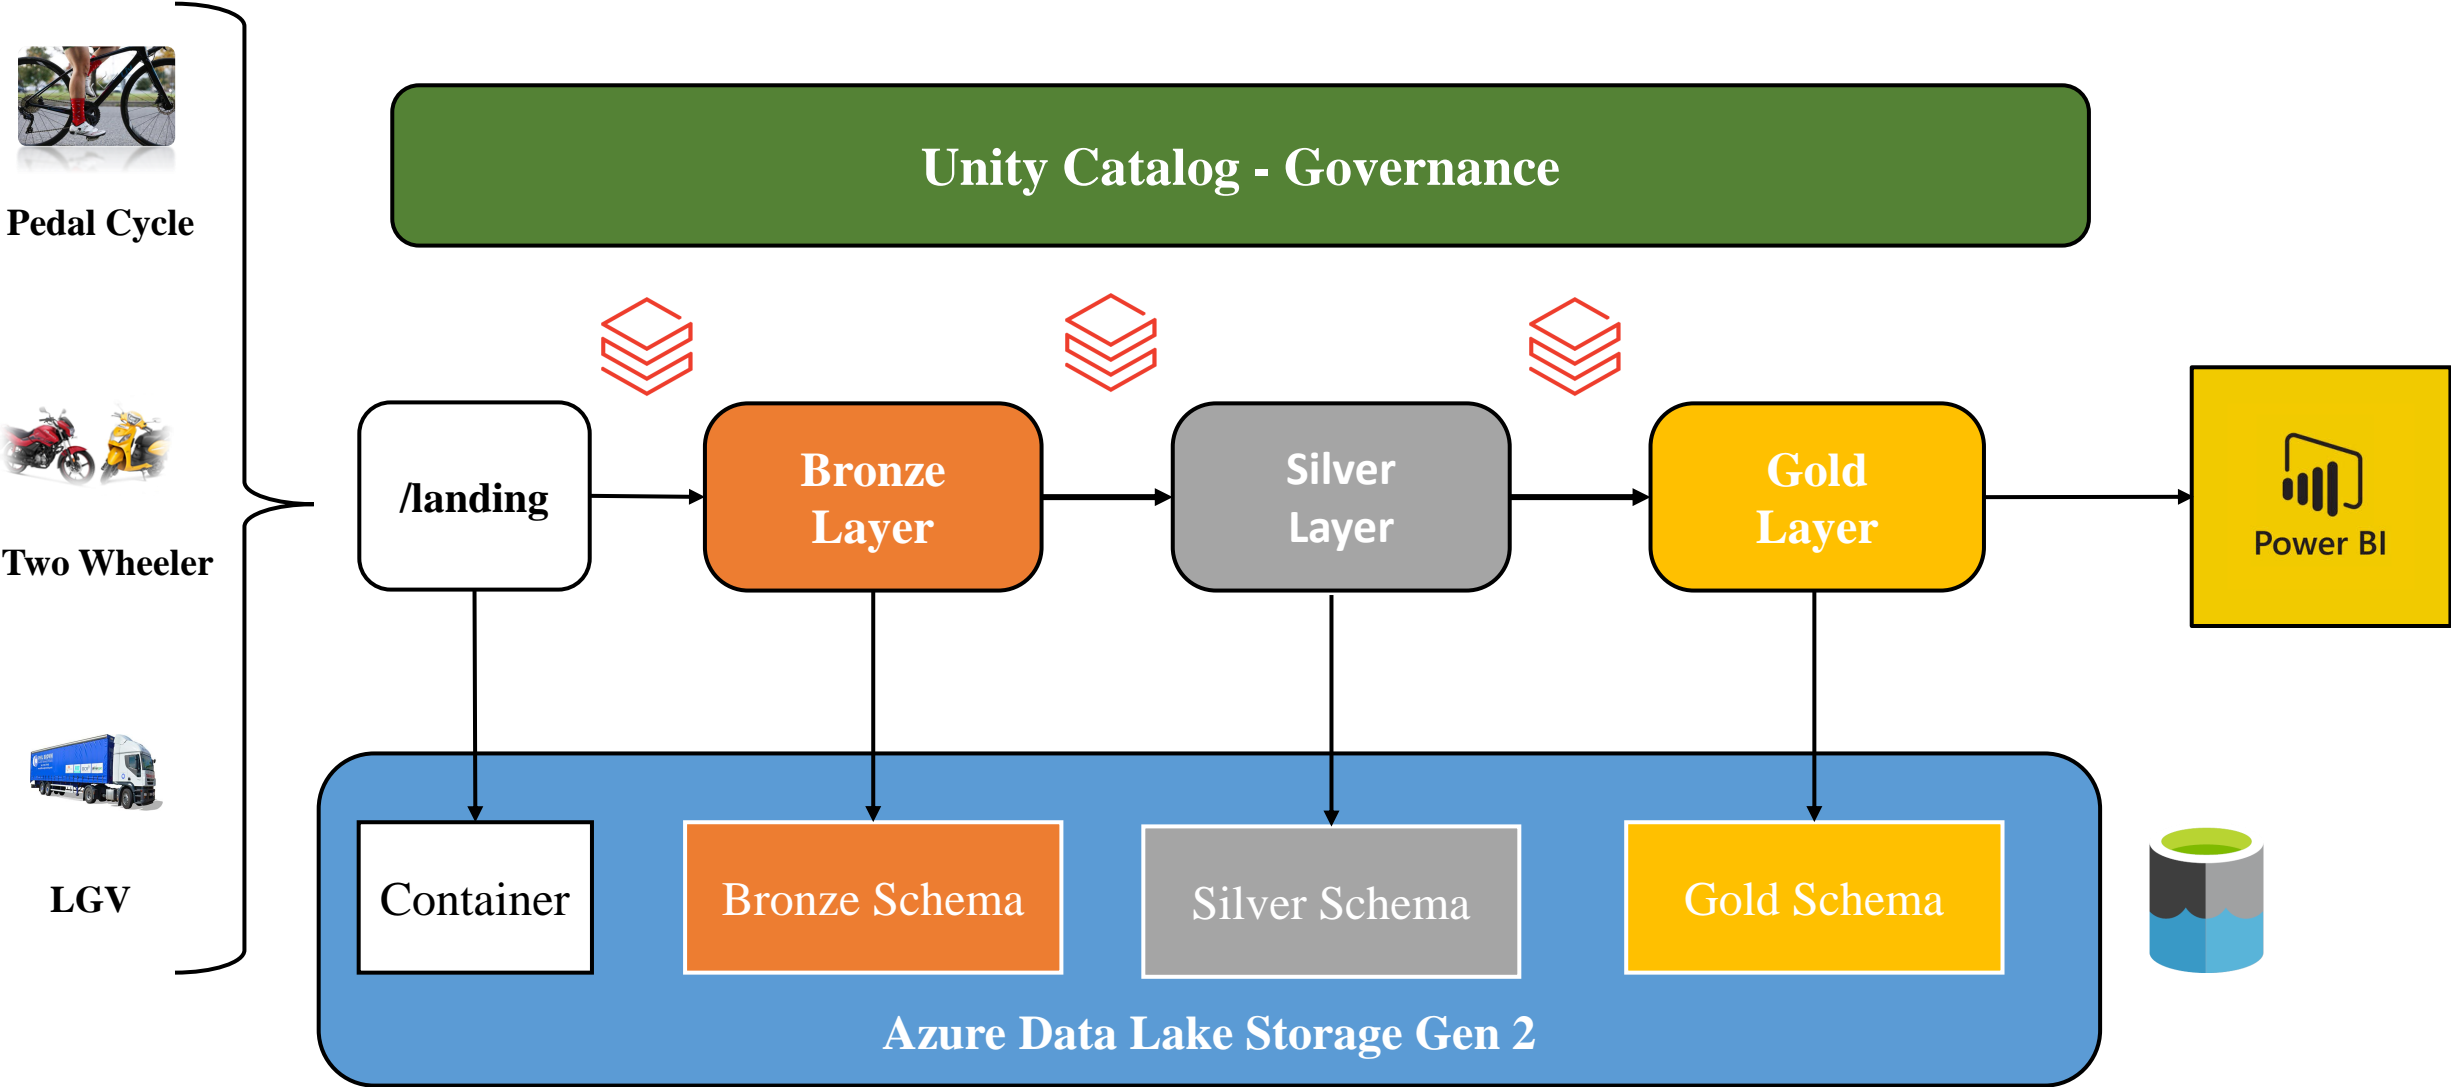 Unity Catalog - Governance
Pedal Cycle
Two Wheeler
LGV
/landing
Bronze
Layer
Silver
Layer
Gold
Layer
Power BI
Container
Bronze Schema
Silver Schema
Gold Schema
Azure Data Lake Storage Gen 2